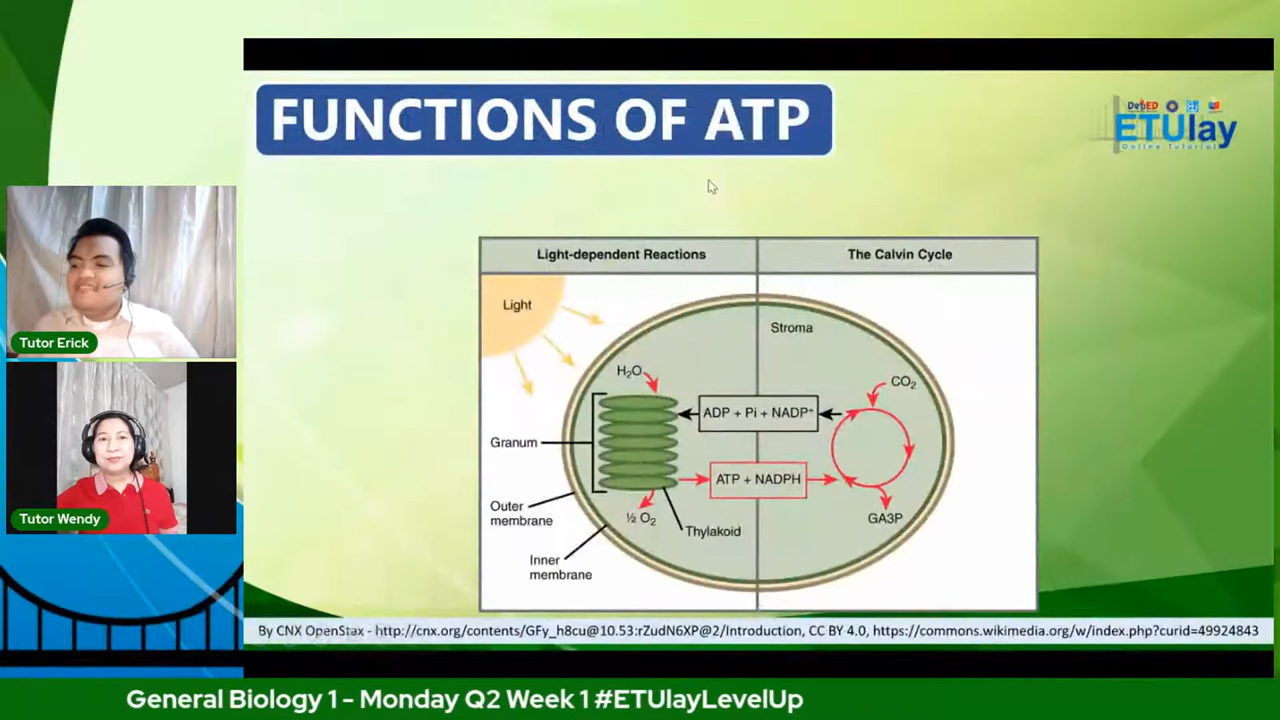 FUNCTIONS OF ATP
DepED
ETUlay
Online Tutorial
Light-dependent Reactions
The Calvin Cycle
Light
Stroma
H₂O
CO₂
ADP + Pi + NADP⁺
Granum
ATP + NADPH
Outer
membrane
½ O₂
GA3P
Thylakoid
Inner
membrane
Tutor Erick
Tutor Wendy
By CNX OpenStax - http://cnx.org/contents/GFy_h8cu@10.53:rZudN6XP@2/Introduction, CC BY 4.0, https://commons.wikimedia.org/w/index.php?curid=49924843
General Biology 1 - Monday Q2 Week 1 #ETUlayLevelUp